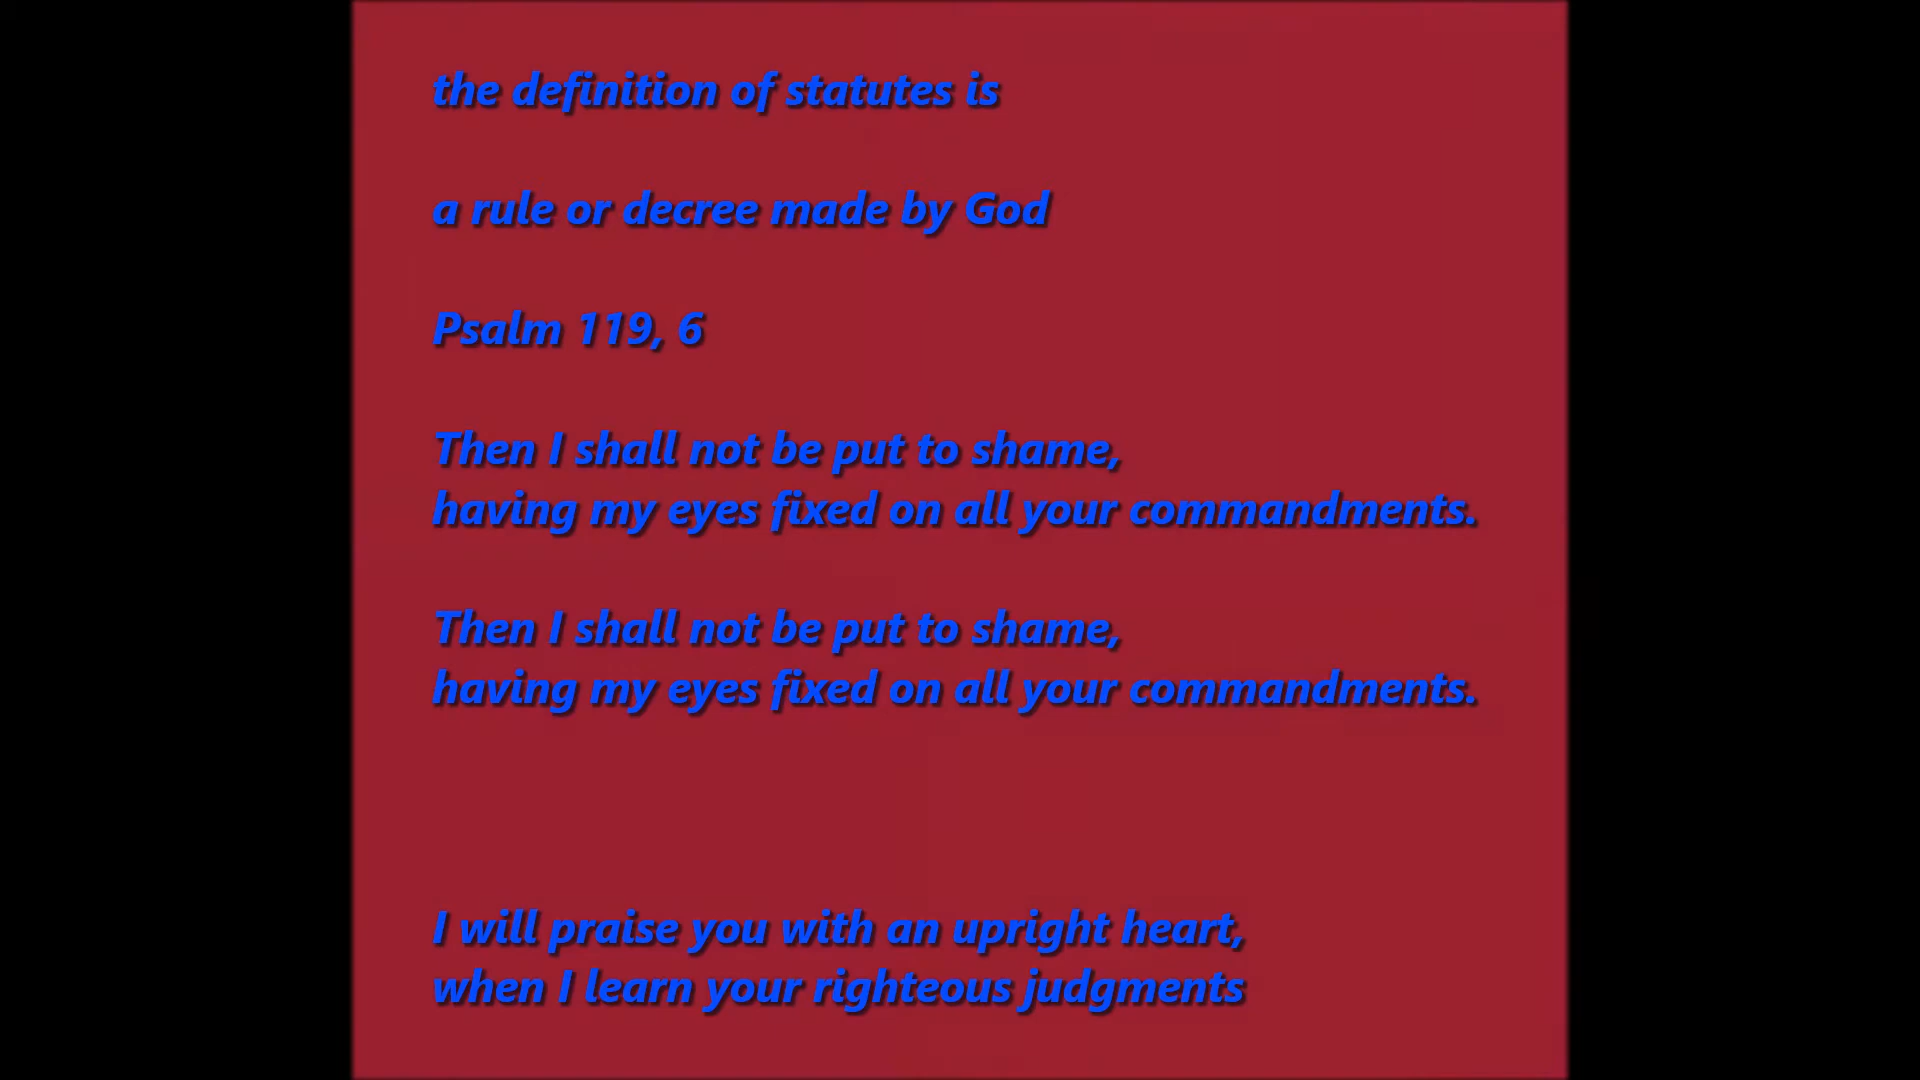 the definition of statutes is
a rule or decree made by God
Psalm 119, 6
Then I shall not be put to shame,
having my eyes fixed on all your commandments.
Then I shall not be put to shame,
having my eyes fixed on all your commandments.
I will praise you with an upright heart,
when I learn your righteous judgments